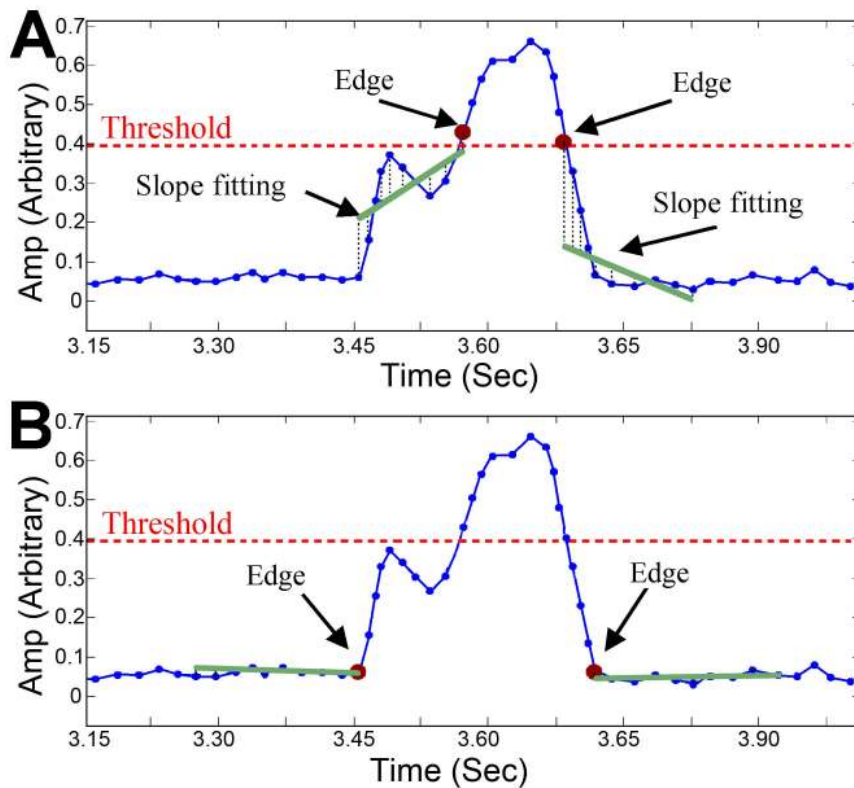 A
0.7
0.6
0.5
0.4
0.3
0.2
0.1
0
Amp (Arbitrary)
Threshold
Edge
Edge
Slope fitting
Slope fitting
3.15 3.30 3.45 3.60 3.65 3.90
Time (Sec)
B
0.7
0.6
0.5
0.4
0.3
0.2
0.1
0
Amp (Arbitrary)
Threshold
Edge
Edge
3.15 3.30 3.45 3.60 3.65 3.90
Time (Sec)